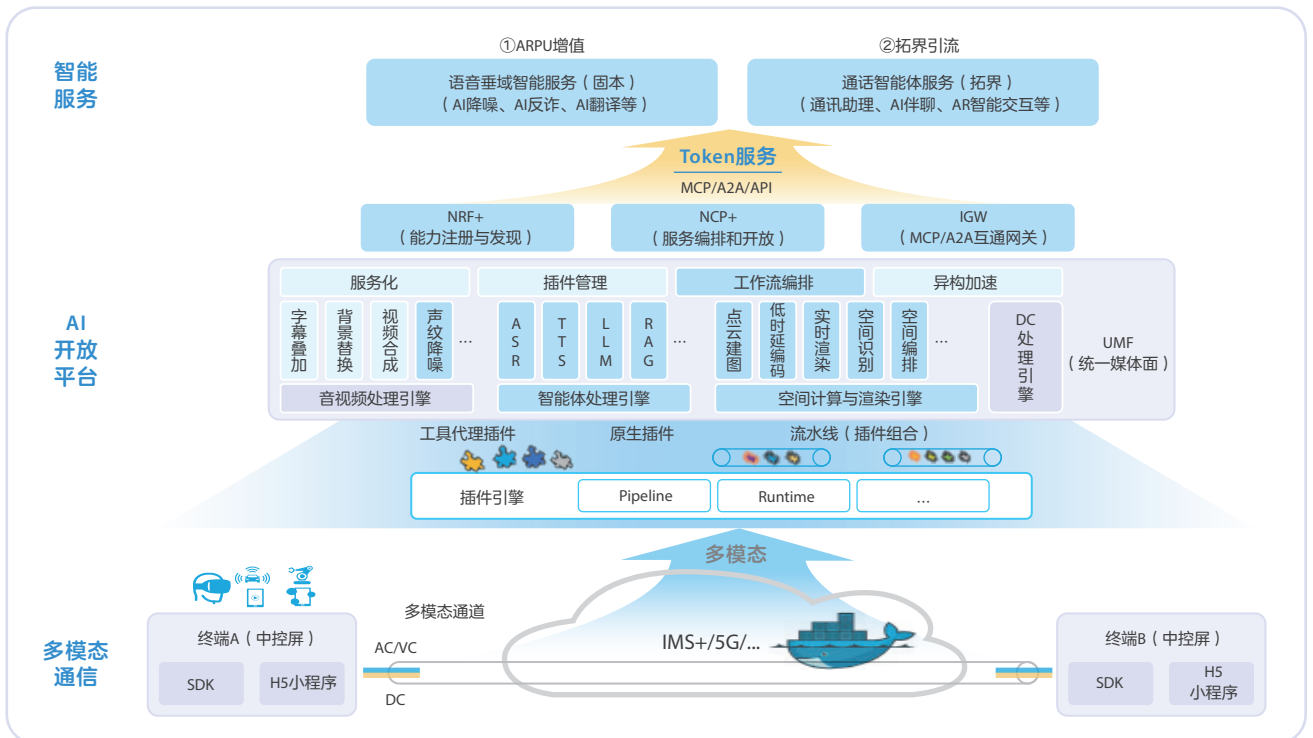 智能
服务
①ARPU增值
②拓界引流
语音垂域智能服务（固本）
（AI降噪、AI反诈、AI翻译等）
通话智能体服务（拓界）
（通讯助理、AI伴聊、AR智能交互等）
Token服务
MCP/A2A/API
NRF+
（能力注册与发现）
NCP+
（服务编排和开放）
IGW
（MCP/A2A互通网关）
AI
开放
平台
服务化
插件管理
工作流编排
异构加速
字幕叠加
背景替换
视频合成
声纹降噪
...
ASR
TTS
LLM
RAG
...
点云建图
低时延编码
实时渲染
空间识别
空间编排
...
DC处理引擎
UMF
（统一媒体面）
音视频处理引擎
智能体处理引擎
空间计算与渲染引擎
工具代理插件
原生插件
流水线（插件组合）
插件引擎
Pipeline
Runtime
...
多模态
多模态
通信
终端A（中控屏）
SDK
H5小程序
多模态通道
AC/VC
DC
IMS+/5G/...
终端B（中控屏）
SDK
H5
小程序